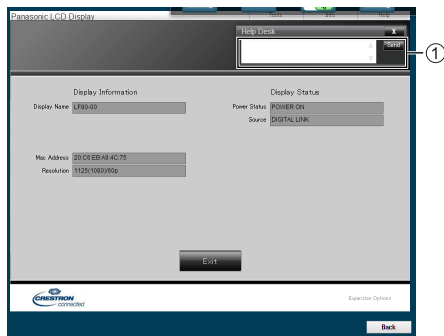 Panasonic LCD Display
Tools Info Help
Help Desk X
Send
①
Display Information Display Status
Display Name LF80-00 Power Status POWER ON
Source DIGITAL LINK
Mac Address 20:C6:EB:A9:4C:75
Resolution 1125(1080)/60p
Exit
CRESTRON
connected
Expansion Options
Back